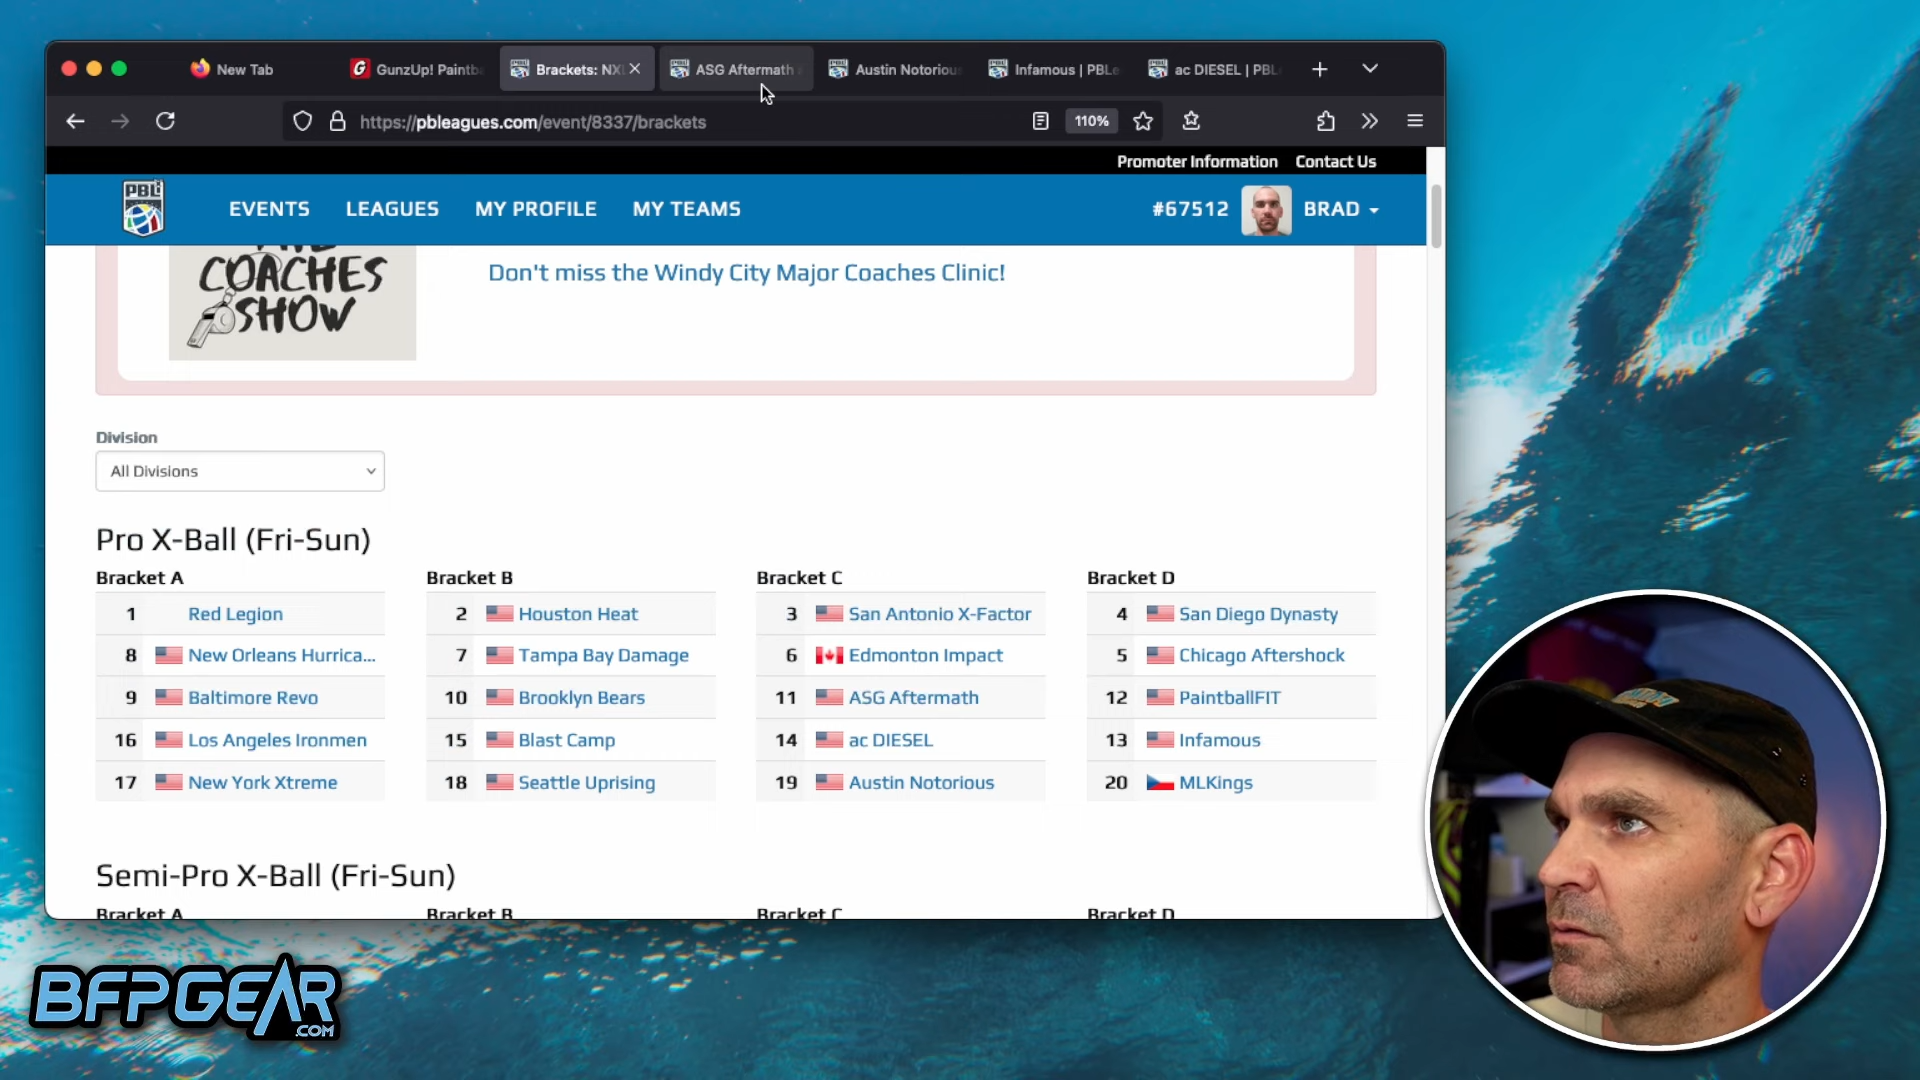 New Tab
GunzUp! Paintb
Brackets: NX
ASG Aftermath
Austin Notoriou
Infamous | PBLe
ac DIESEL | PBL
https://pbleagues.com/event/8337/brackets
110%
Promoter Information Contact Us
PBL
EVENTS LEAGUES MY PROFILE MY TEAMS
#67512 BRAD
THE
COACHES
SHOW
Don't miss the Windy City Major Coaches Clinic!
Division
All Divisions
Pro X-Ball (Fri-Sun)
Bracket A
1 Red Legion
8 New Orleans Hurrica...
9 Baltimore Revo
16 Los Angeles Ironmen
17 New York Xtreme
Bracket B
2 Houston Heat
7 Tampa Bay Damage
10 Brooklyn Bears
15 Blast Camp
18 Seattle Uprising
Bracket C
3 San Antonio X-Factor
6 Edmonton Impact
11 ASG Aftermath
14 ac DIESEL
19 Austin Notorious
Bracket D
4 San Diego Dynasty
5 Chicago Aftershock
12 PaintballFIT
13 Infamous
20 MLKings
Semi-Pro X-Ball (Fri-Sun)
Bracket A Bracket B Bracket C Bracket D
BFPGEAR
.COM